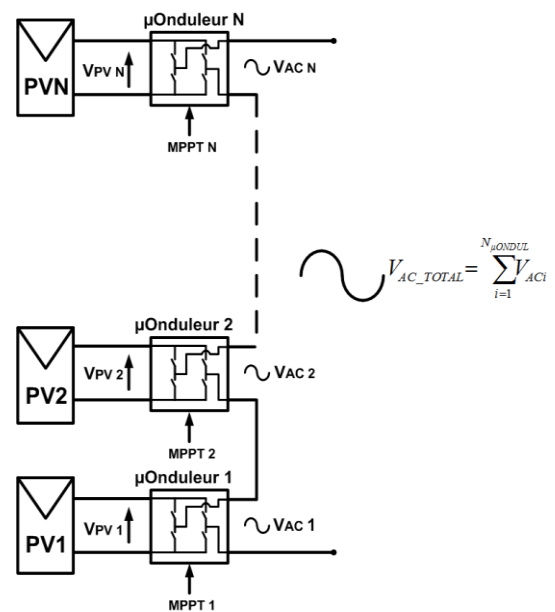 µOnduleur N
PVN
VPV N
VAC N
MPPT N
N µONDUL
VAC_TOTAL = ∑ VACi
i=1
µOnduleur 2
PV2
VPV 2
VAC 2
MPPT 2
µOnduleur 1
PV1
VPV 1
VAC 1
MPPT 1